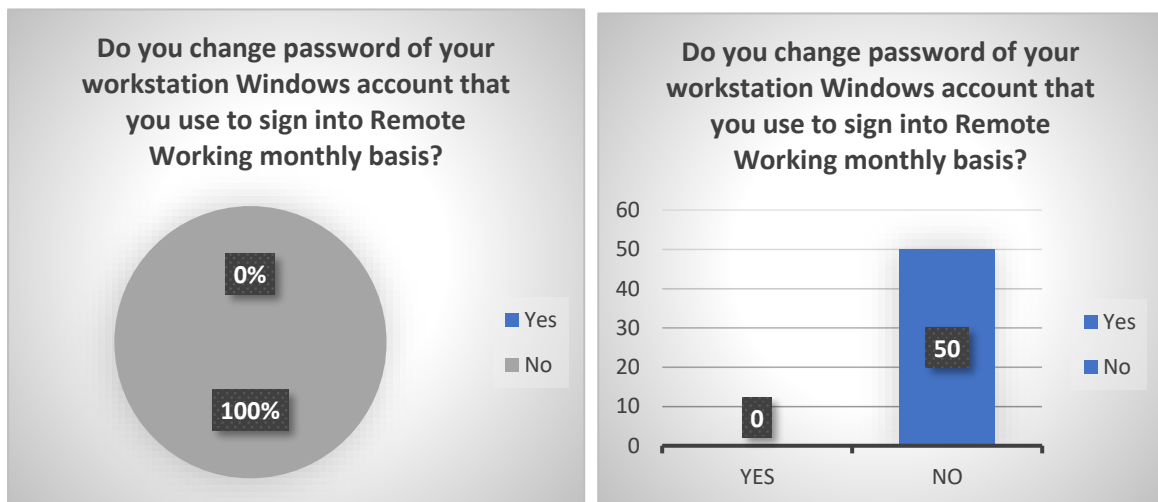 Do you change password of your
workstation Windows account that
you use to sign into Remote
Working monthly basis?
0%
100%
Yes
No
Do you change password of your
workstation Windows account that
you use to sign into Remote
Working monthly basis?
60
50
40
30
20
10
0
50
0
YES
NO
Yes
No